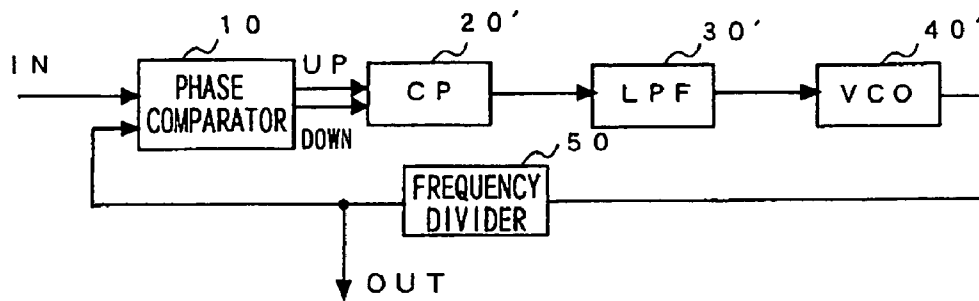 10
20'
30'
40'
IN
PHASE
COMPARATOR
UP
DOWN
CP
LPF
VCO
50
FREQUENCY
DIVIDER
OUT